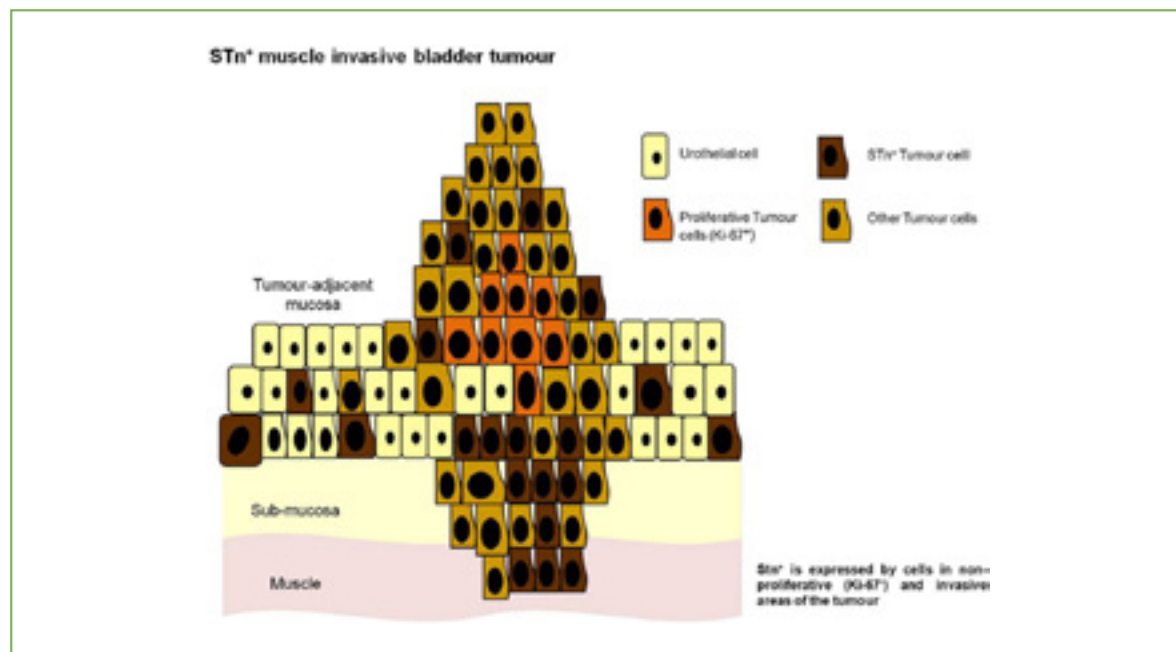 STn⁺ muscle invasive bladder tumour
Urothelial cell
STn⁺ Tumour celll
Proliferative Tumour
cells (Ki-67⁺)
Other Tumour cells
Tumour-adjacent
mucosa
Sub-mucosa
Muscle
Stn⁺ is expressed by cells in non-
proliferative (Ki-67⁻) and invasive
areas of the tumour